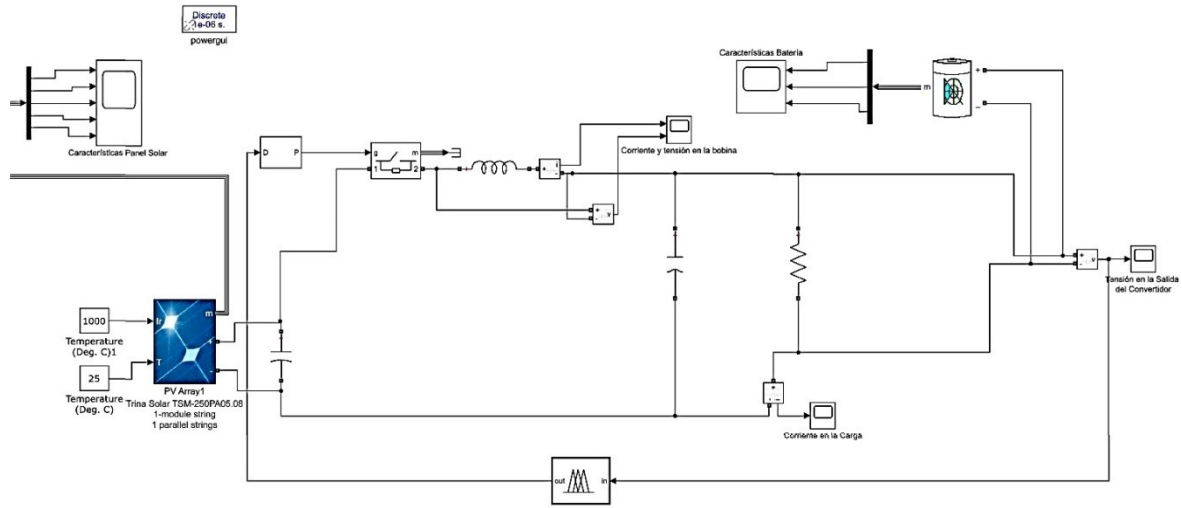 Discrete
1e-06 s.
powergui
Características Panel Solar
Características Batería
m
+
−
D
P
g
m
1
2
+
Corriente y tensión en la bobina
+
i
-
+
-
v
+
+
-
v
Tensión en la Salida
del Convertidor
1000
Temperature
(Deg. C)1
25
Temperature
(Deg. C)
Ir
T
m
+
-
PV Array1
Trina Solar TSM-250PA05.08
1-module string
1 parallel strings
+
+
i
-
Corriente en la Carga
out
in